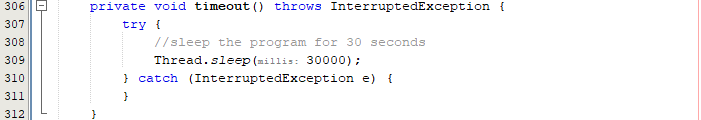 306 private void timeout() throws InterruptedException {
307 try {
308 //sleep the program for 30 seconds
309 Thread.sleep(millis: 30000);
310 } catch (InterruptedException e) {
311 }
312 }